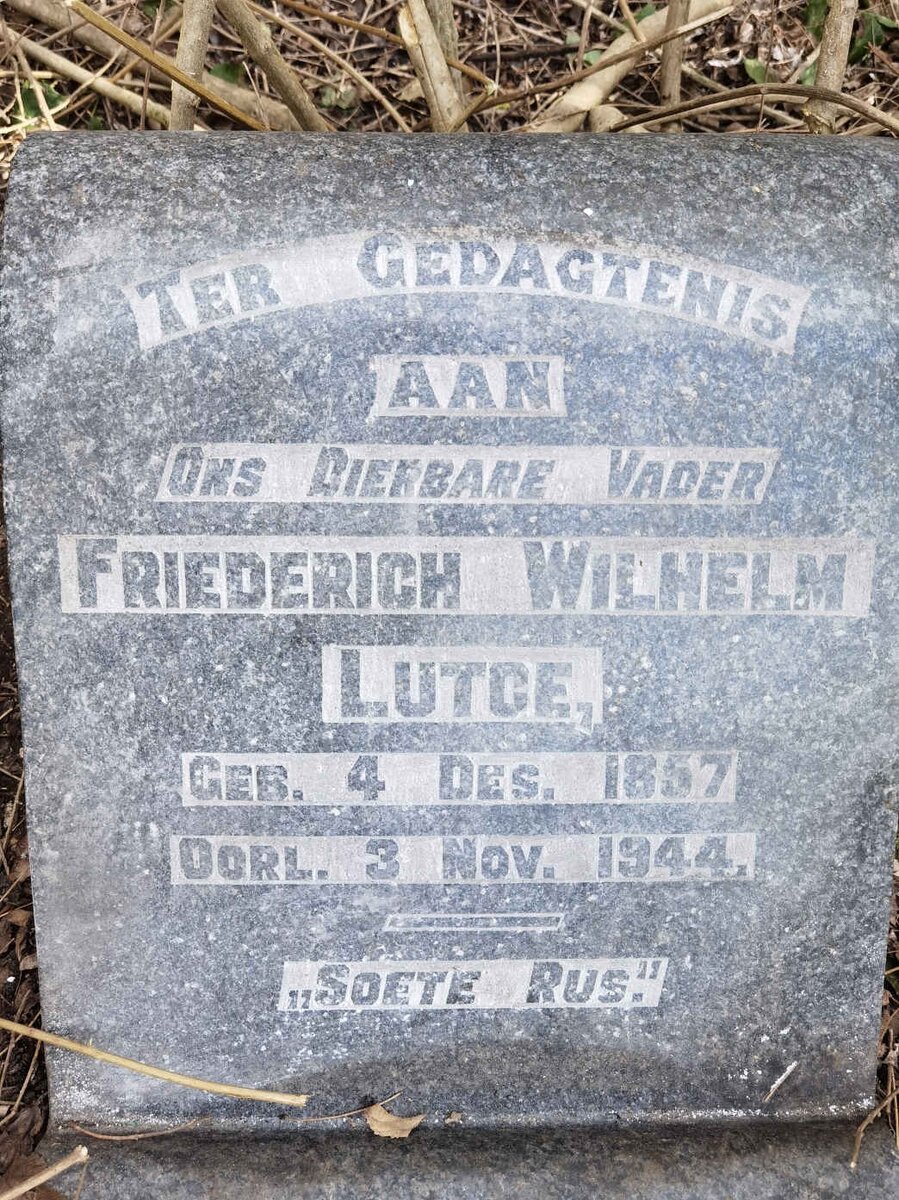 TER GEDAGTENIS
AAN
ONS DIERBARE VADER
FRIEDERICH WILHELM
LUTGE,
GEB. 4 DES. 1857
OORL. 3 NOV. 1944.
„SOETE RUS.“